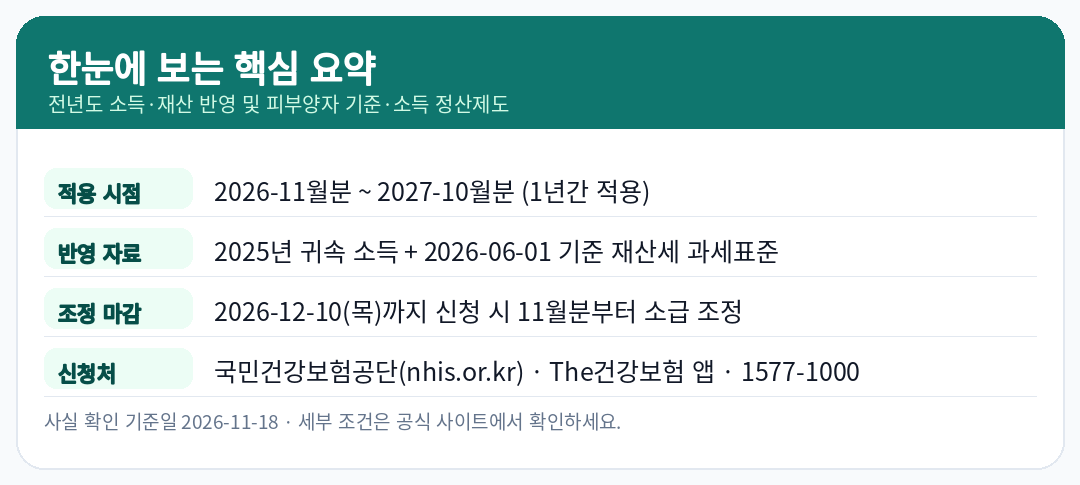 한눈에 보는 핵심 요약
전년도 소득·재산 반영 및 피부양자 기준·소득 정산제도
적용 시점 2026-11월분 ~ 2027-10월분 (1년간 적용)
반영 자료 2025년 귀속 소득 + 2026-06-01 기준 재산세 과세표준
조정 마감 2026-12-10(목)까지 신청 시 11월분부터 소급 조정
신청처 국민건강보험공단(nhis.or.kr) · The건강보험 앱 · 1577-1000
사실 확인 기준일 2026-11-18 · 세부 조건은 공식 사이트에서 확인하세요.